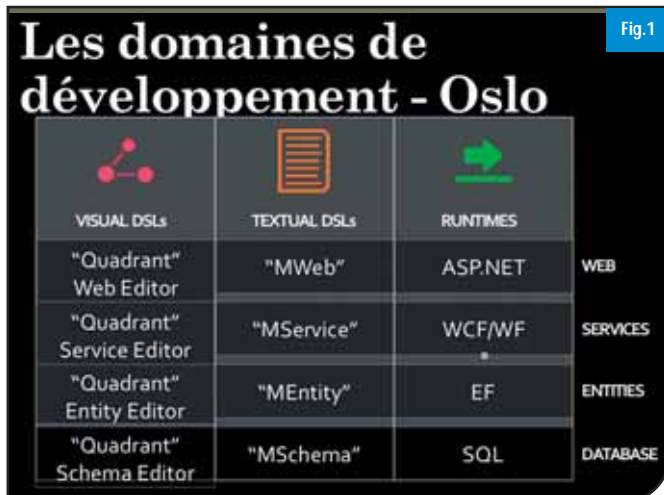 Fig.1
Les domaines de
développement - Oslo
VISUAL DSLs
TEXTUAL DSLs
RUNTIMES
"Quadrant"
Web Editor
"MWeb"
ASP.NET
WEB
"Quadrant"
Service Editor
"MService"
WCF/WF
SERVICES
"Quadrant"
Entity Editor
"MEntity"
EF
ENTITIES
"Quadrant"
Schema Editor
"MSchema"
SQL
DATABASE